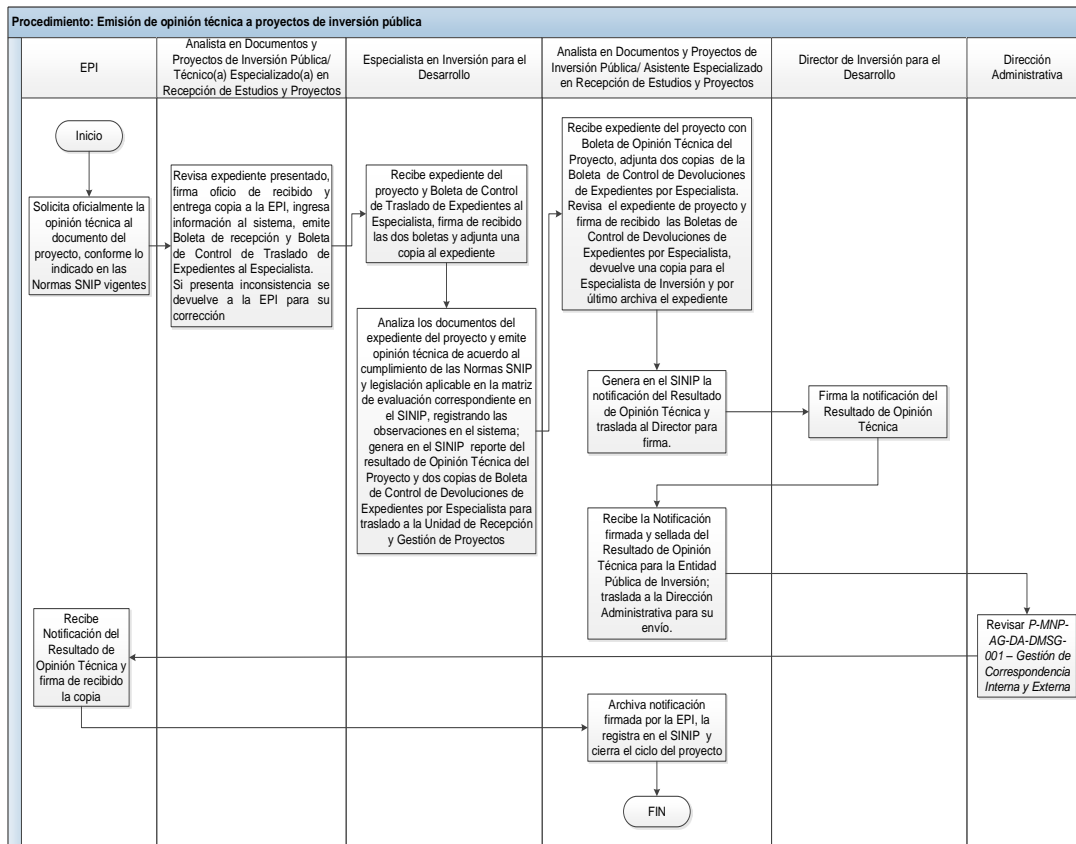 Procedimiento: Emisión de opinión técnica a proyectos de inversión pública
EPI
Analista en Documentos y
Proyectos de Inversión Pública/
Técnico(a) Especializado(a) en
Recepción de Estudios y Proyectos
Especialista en Inversión para el
Desarrollo
Analista en Documentos y Proyectos de
Inversión Pública/ Asistente Especializado
en Recepción de Estudios y Proyectos
Director de Inversión para el
Desarrollo
Dirección
Administrativa
Inicio
Solicita oficialmente la
opinión técnica al
documento del
proyecto, conforme lo
indicado en las
Normas SNIP vigentes
Revisa expediente presentado,
firma oficio de recibido y
entrega copia a la EPI, ingresa
información al sistema, emite
Boleta de recepción y Boleta
de Control de Traslado de
Expedientes al Especialista.
Si presenta inconsistencia se
devuelve a la EPI para su
corrección
Recibe expediente del
proyecto y Boleta de Control
de Traslado de Expedientes al
Especialista, firma de recibido
las dos boletas y adjunta una
copia al expediente
Analiza los documentos del
expediente del proyecto y emite
opinión técnica de acuerdo al
cumplimiento de las Normas SNIP
y legislación aplicable en la matriz
de evaluación correspondiente en
el SINIP, registrando las
observaciones en el sistema;
genera en el SINIP reporte del
resultado de Opinión Técnica del
Proyecto y dos copias de Boleta
de Control de Devoluciones de
Expedientes por Especialista para
traslado a la Unidad de Recepción
y Gestión de Proyectos
Recibe expediente del proyecto con
Boleta de Opinión Técnica del
Proyecto, adjunta dos copias de la
Boleta de Control de Devoluciones
de Expedientes por Especialista.
Revisa el expediente de proyecto y
firma de recibido las Boletas de
Control de Devoluciones de
Expedientes por Especialista,
devuelve una copia para el
Especialista de Inversión y por
último archiva el expediente
Genera en el SINIP la
notificación del Resultado
de Opinión Técnica y
traslada al Director para
firma.
Firma la notificación del
Resultado de Opinión
Técnica
Recibe la Notificación
firmada y sellada del
Resultado de Opinión
Técnica para la Entidad
Pública de Inversión;
traslada a la Dirección
Administrativa para su
envío.
Revisar P-MNP-
AG-DA-DMSG-
001 – Gestión de
Correspondencia
Interna y Externa
Recibe
Notificación del
Resultado de
Opinión Técnica y
firma de recibido
la copia
Archiva notificación
firmada por la EPI, la
registra en el SINIP y
cierra el ciclo del proyecto
FIN